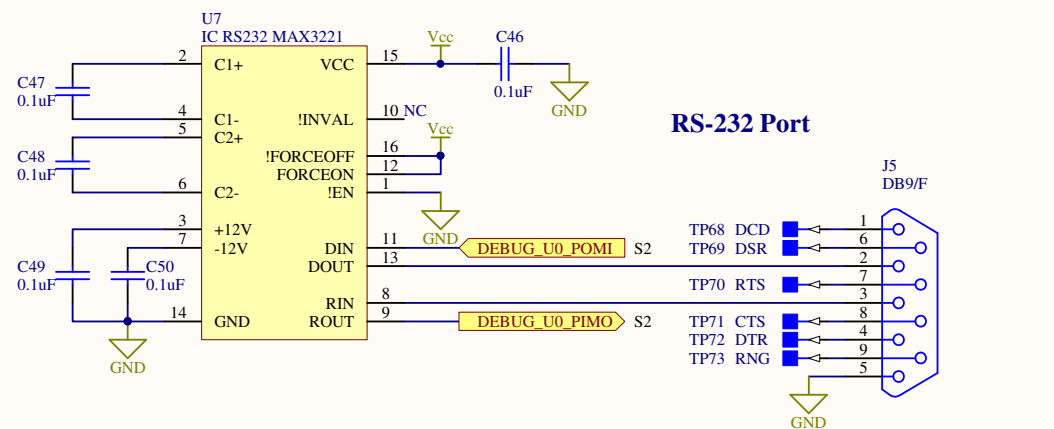 U7
IC RS232 MAX3221
Vcc
C46
2 C1+ VCC 15
C47
0.1uF
0.1uF
GND
4 C1- !INVAL 10 NC
5 C2+
Vcc
RS-232 Port
C48
0.1uF
!FORCEOFF 16
FORCEON 12
6 C2- !EN 1
J5
DB9/F
3 +12V
GND
TP68 DCD 1
7 -12V DIN 11 DEBUG_U0_POMI S2
TP69 DSR 6
C49
0.1uF
C50
0.1uF
DOUT 13
2
TP70 RTS 7
RIN 8
3
14 GND ROUT 9 DEBUG_U0_PIMO S2
TP71 CTS 8
TP72 DTR 4
TP73 RNG 9
5
GND
GND